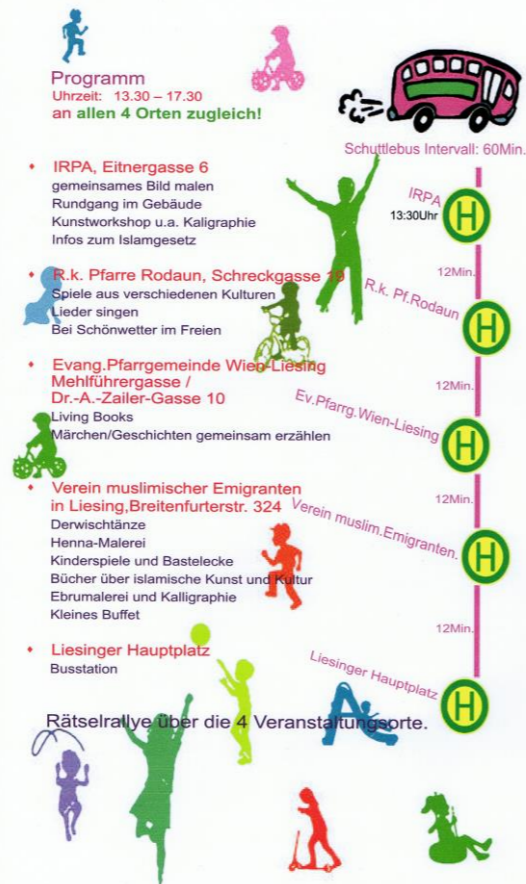 Programm
Uhrzeit: 13.30 – 17.30
an allen 4 Orten zugleich!
Schuttlebus Intervall: 60Min.
• IRPA, Eitnergasse 6
gemeinsames Bild malen
Rundgang im Gebäude
Kunstworkshop u.a. Kaligraphie
Infos zum Islamgesetz
• R.k. Pfarre Rodaun, Schreckgasse 19
Spiele aus verschiedenen Kulturen
Lieder singen
Bei Schönwetter im Freien
• Evang.Pfarrgemeinde Wien-Liesing
Mehlführergasse /
Dr.-A.-Zailer-Gasse 10
Living Books
Märchen/Geschichten gemeinsam erzählen
• Verein muslimischer Emigranten
in Liesing,Breitenfurterstr. 324
Derwischtänze
Henna-Malerei
Kinderspiele und Bastelecke
Bücher über islamische Kunst und Kultur
Ebrumalerei und Kalligraphie
Kleines Buffet
• Liesinger Hauptplatz
Busstation
IRPA
13:30Uhr
H
12Min.
R.k. Pf.Rodaun
H
12Min.
Ev.Pfarrg.Wien-Liesing
H
12Min.
Verein muslim.Emigranten.
H
12Min.
Liesinger Hauptplatz
H
Rätselrallye über die 4 Veranstaltungsorte.